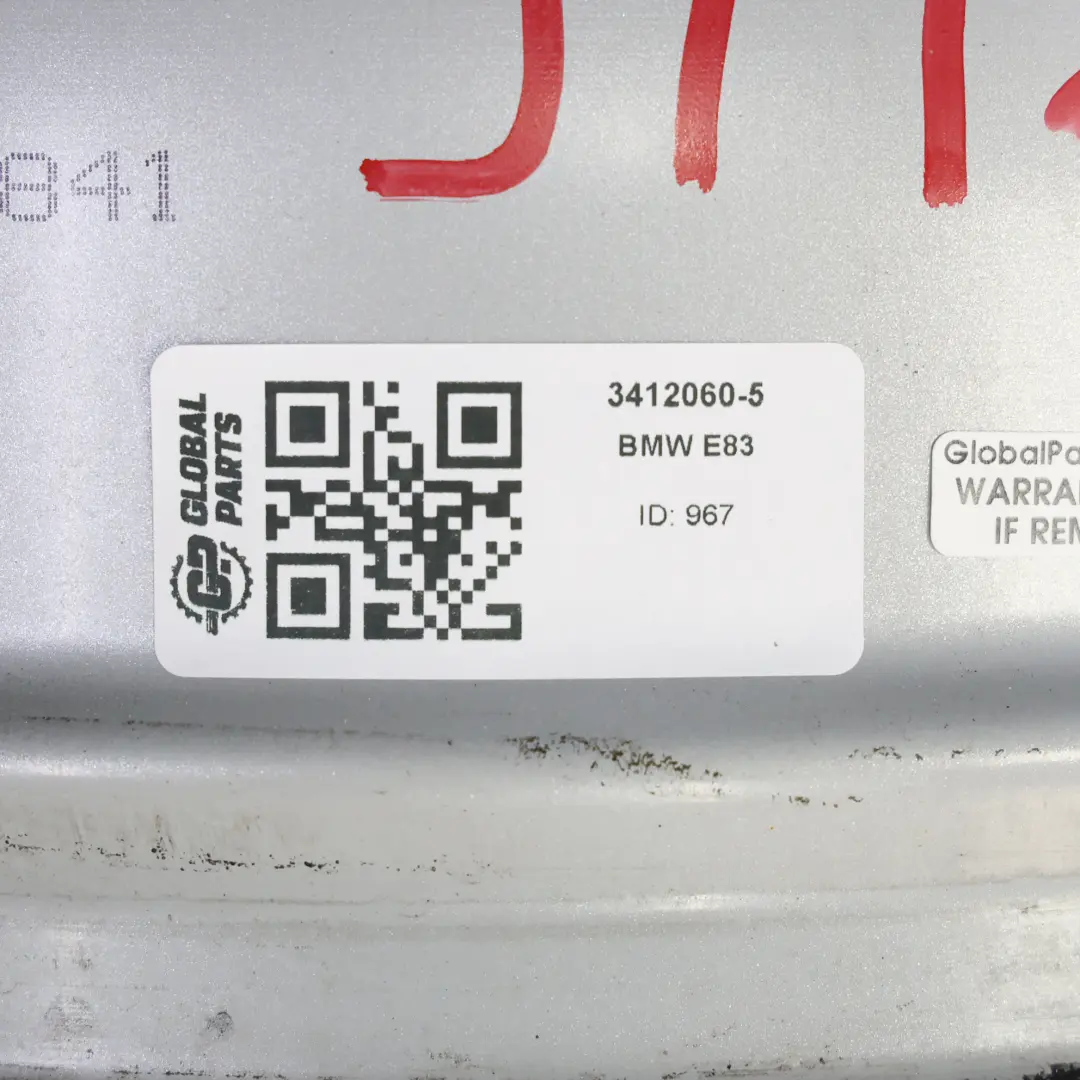 841
GLOBAL
PARTS
3412060-5
BMW E83
ID: 967
GlobalPa
WARRA
IF REM